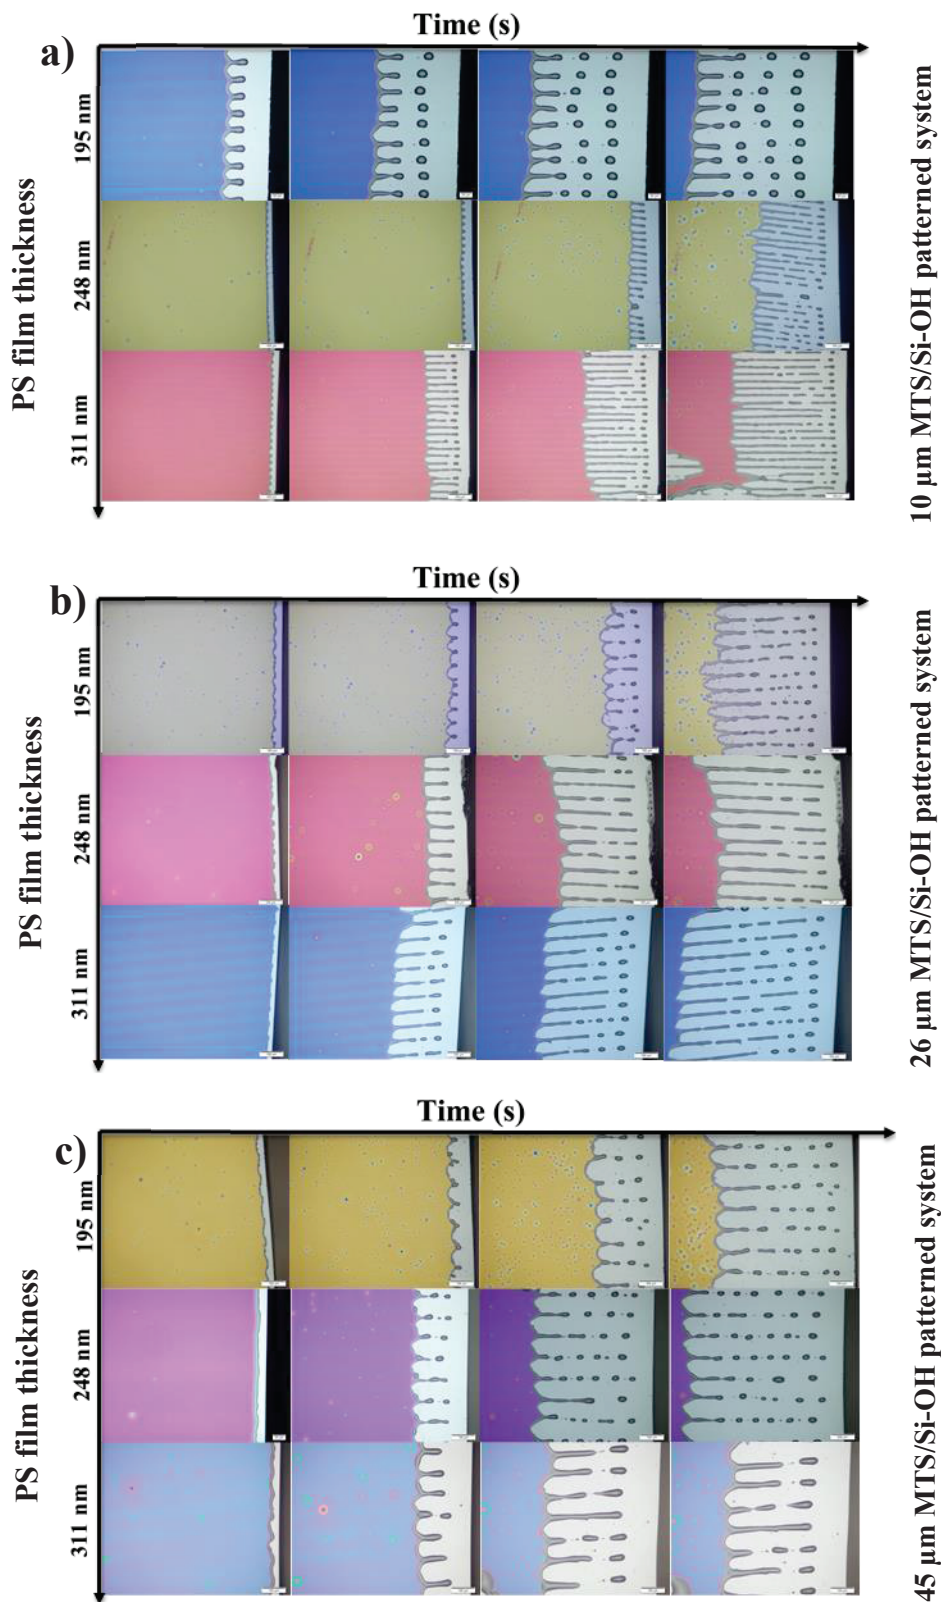 Time (s)
a)
195 nm
248 nm
311 nm
PS film thickness
10 µm MTS/Si-OH patterned system
Time (s)
b)
195 nm
248 nm
311 nm
PS film thickness
26 µm MTS/Si-OH patterned system
Time (s)
c)
195 nm
248 nm
311 nm
PS film thickness
45 µm MTS/Si-OH patterned system